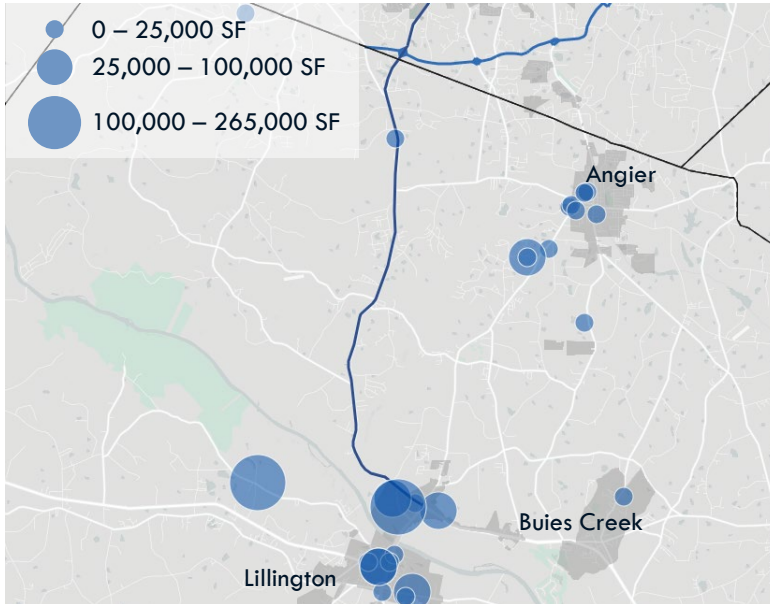 0 – 25,000 SF
25,000 – 100,000 SF
100,000 – 265,000 SF
Angier
Buies Creek
Lillington